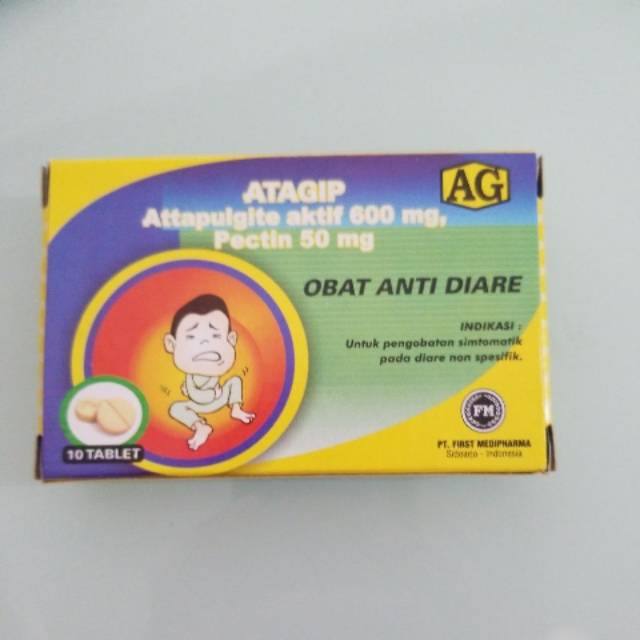 ATAGIP
Attapulgite aktif 600 mg,
Pectin 50 mg
AG
OBAT ANTI DIARE
INDIKASI :
Untuk pengobatan simtomatik
pada diare non spesifik.
FM
PT. FIRST MEDIPHARMA
Sidoarjo - Indonesia
10 TABLET